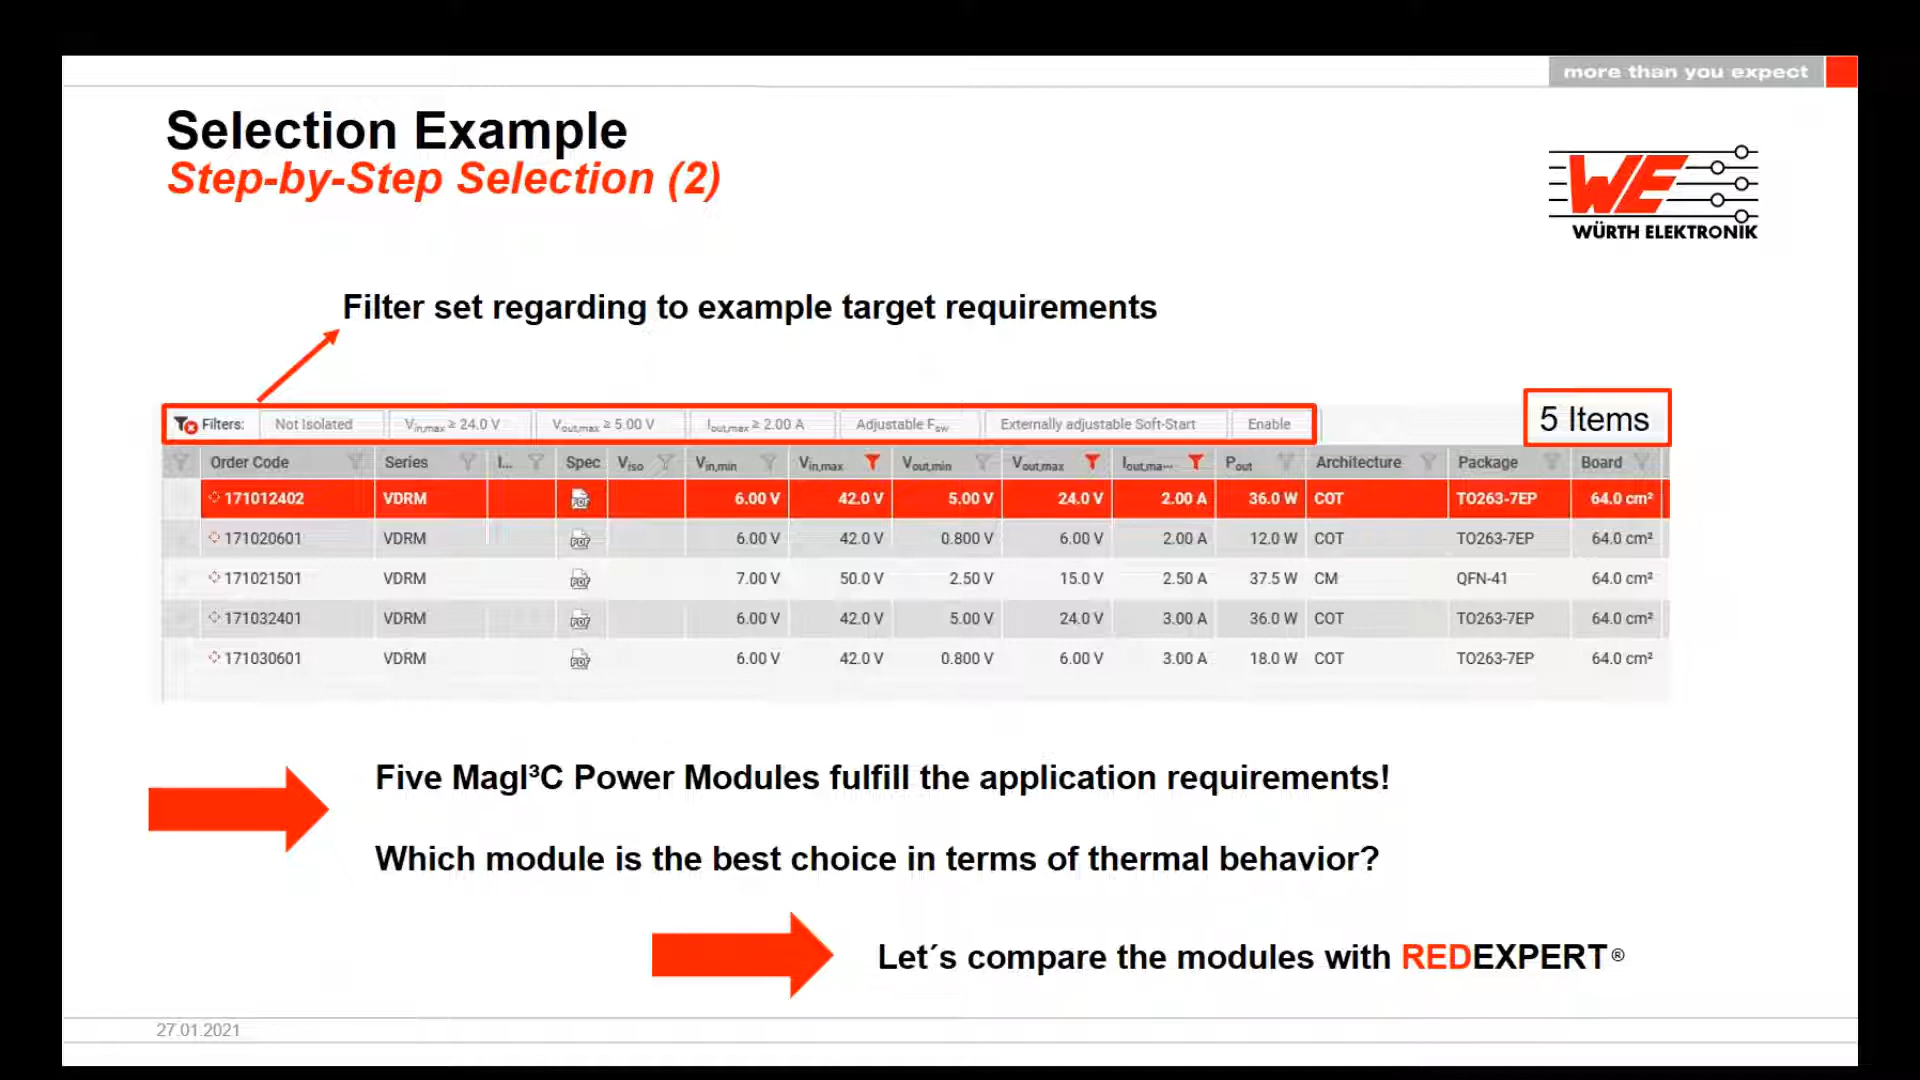 more than you expect
Selection Example
Step-by-Step Selection (2)
WE
WÜRTH ELEKTRONIK
Filter set regarding to example target requirements
Filters: Not Isolated Vin,max ≥ 24.0 V Vout,max ≥ 5.00 V Iout,max ≥ 2.00 A Adjustable Fsw Externally adjustable Soft-Start Enable
5 Items
Order Code Series I... Spec Viso Vin,min Vin,max Vout,min Vout,max Iout,ma... Pout Architecture Package Board
171012402 VDRM PDF 6.00 V 42.0 V 5.00 V 24.0 V 2.00 A 36.0 W COT TO263-7EP 64.0 cm²
171020601 VDRM PDF 6.00 V 42.0 V 0.800 V 6.00 V 2.00 A 12.0 W COT TO263-7EP 64.0 cm²
171021501 VDRM PDF 7.00 V 50.0 V 2.50 V 15.0 V 2.50 A 37.5 W CM QFN-41 64.0 cm²
171032401 VDRM PDF 6.00 V 42.0 V 5.00 V 24.0 V 3.00 A 36.0 W COT TO263-7EP 64.0 cm²
171030601 VDRM PDF 6.00 V 42.0 V 0.800 V 6.00 V 3.00 A 18.0 W COT TO263-7EP 64.0 cm²
Five MagI³C Power Modules fulfill the application requirements!
Which module is the best choice in terms of thermal behavior?
Let´s compare the modules with REDEXPERT®
27.01.2021